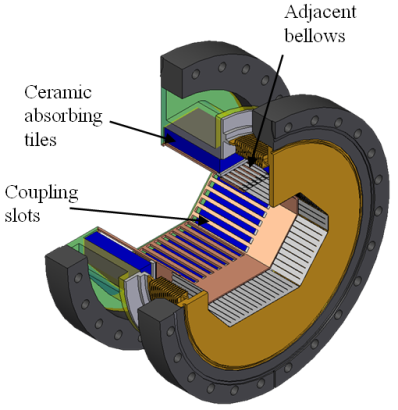 Adjacent
bellows
Ceramic
absorbing
tiles
Coupling
slots